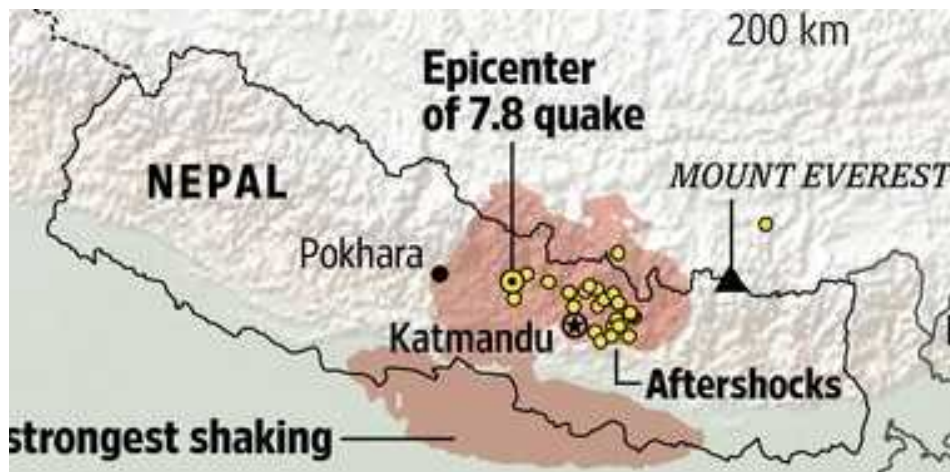 200 km
Epicenter
of 7.8 quake
MOUNT EVEREST
NEPAL
Pokhara
Katmandu
Aftershocks
strongest shaking